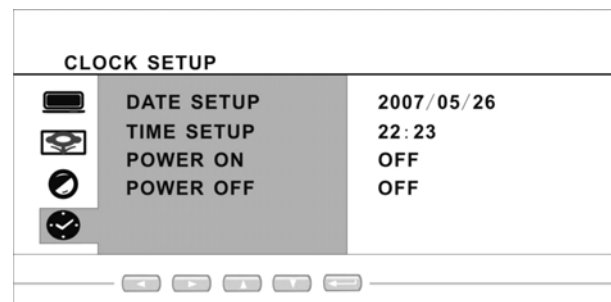 CLOCK SETUP
DATE SETUP 2007/05/26
TIME SETUP 22:23
POWER ON OFF
POWER OFF OFF